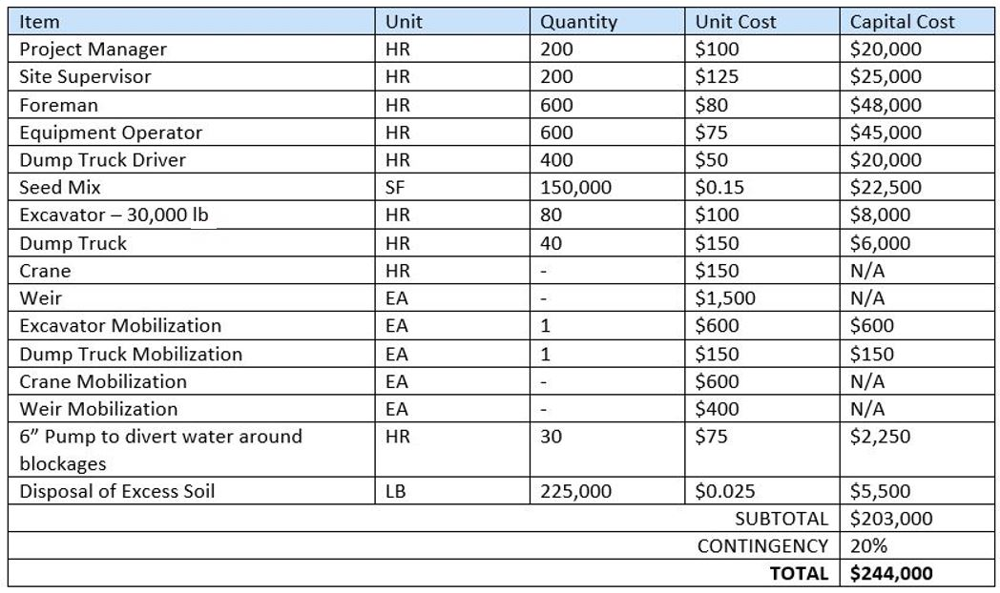 Item Unit Quantity Unit Cost Capital Cost
Project Manager HR 200 $100 $20,000
Site Supervisor HR 200 $125 $25,000
Foreman HR 600 $80 $48,000
Equipment Operator HR 600 $75 $45,000
Dump Truck Driver HR 400 $50 $20,000
Seed Mix SF 150,000 $0.15 $22,500
Excavator – 30,000 lb HR 80 $100 $8,000
Dump Truck HR 40 $150 $6,000
Crane HR - $150 N/A
Weir EA - $1,500 N/A
Excavator Mobilization EA 1 $600 $600
Dump Truck Mobilization EA 1 $150 $150
Crane Mobilization EA - $600 N/A
Weir Mobilization EA - $400 N/A
6” Pump to divert water around HR 30 $75 $2,250
blockages
Disposal of Excess Soil LB 225,000 $0.025 $5,500
SUBTOTAL $203,000
CONTINGENCY 20%
TOTAL $244,000